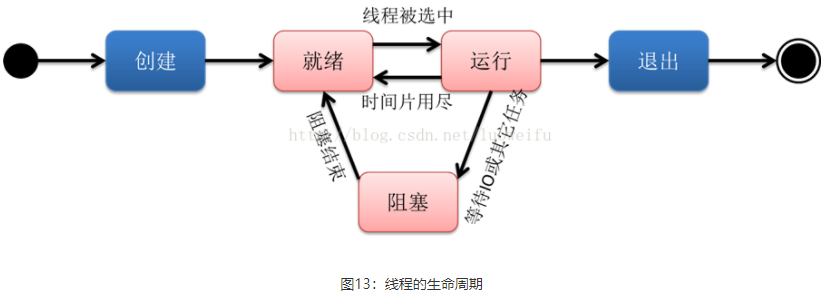 线程被选中
创建
就绪
运行
退出
时间片用尽
http://blog.csdn.net/luoweifu
阻塞结束
等待IO或其它任务
阻塞
图13：线程的生命周期